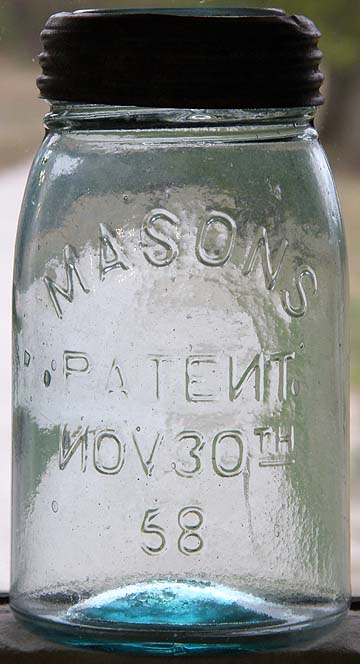 MASONS
PATENT
NOV 30TH
58